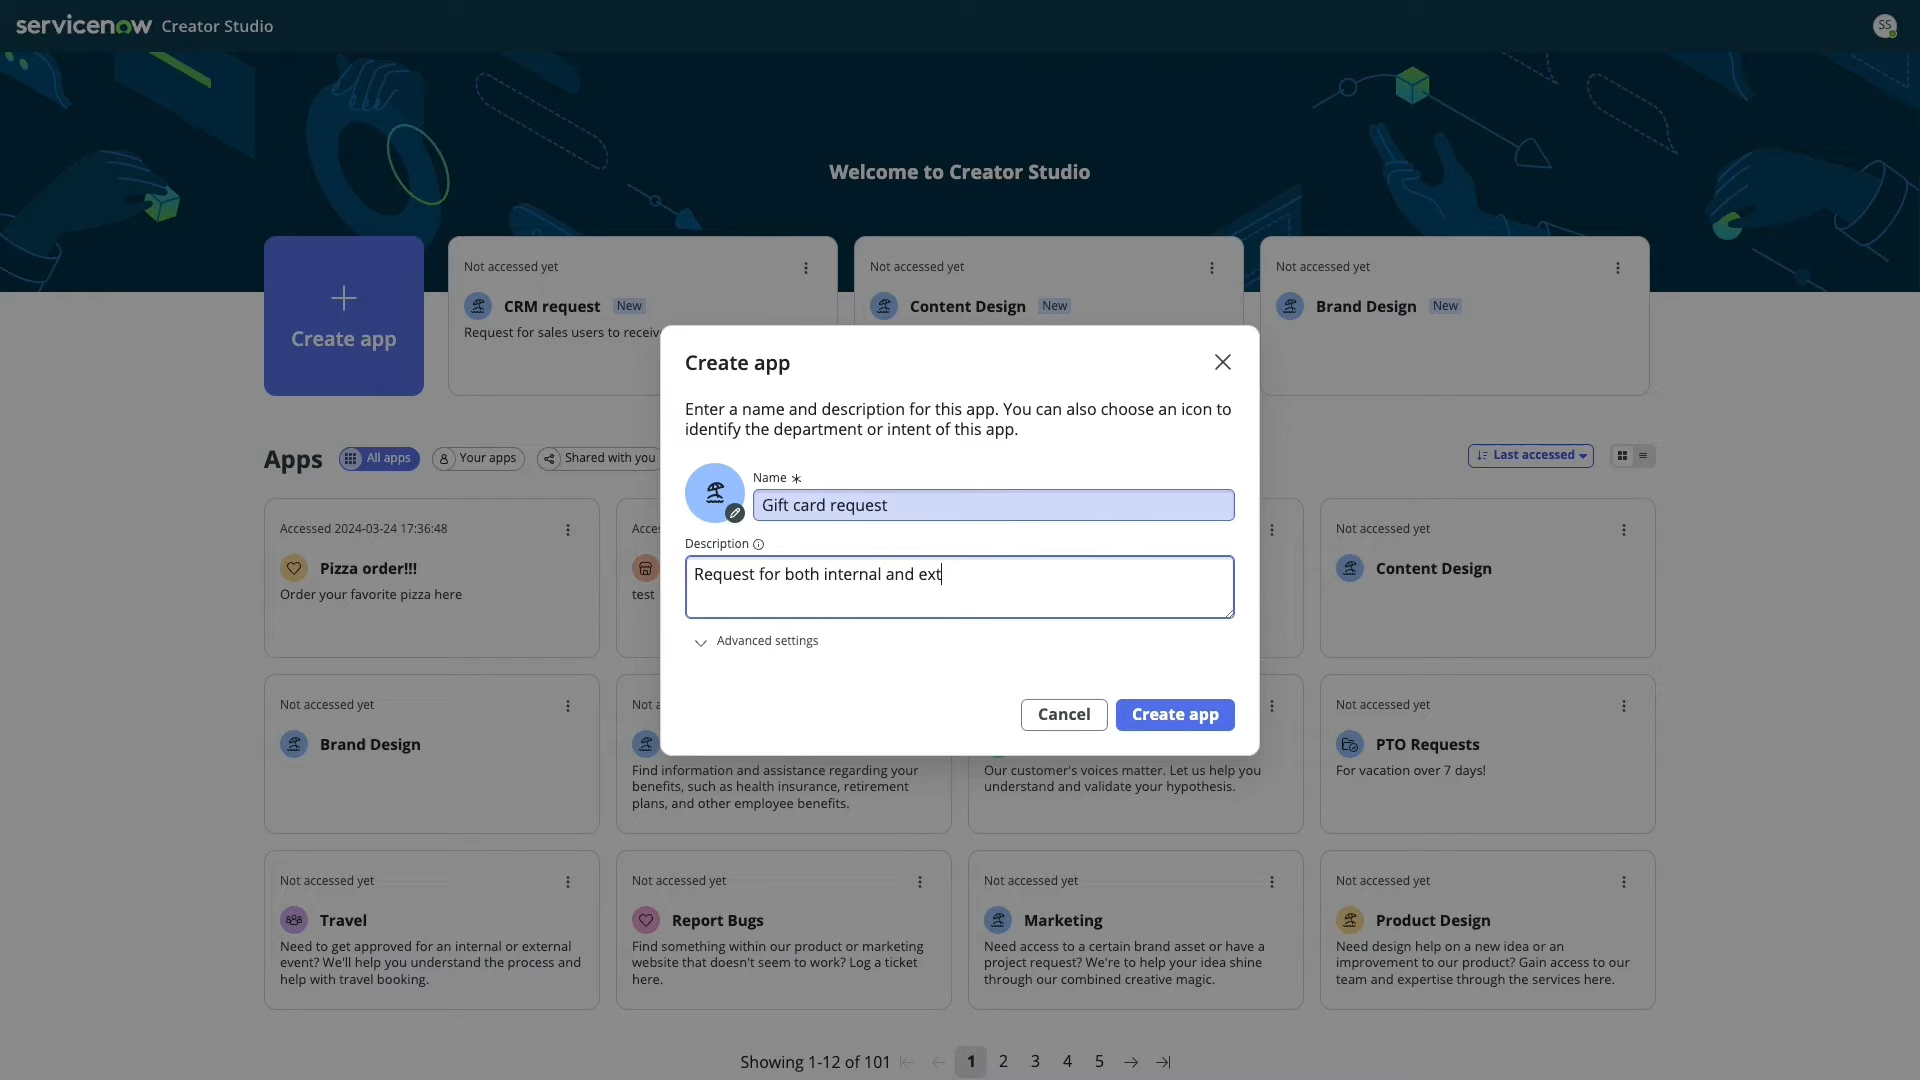 servicenow Creator Studio
SS
Welcome to Creator Studio
Create app
Not accessed yet
CRM request New
Request for sales users to receiv
Not accessed yet
Content Design New
Not accessed yet
Brand Design New
Create app
Enter a name and description for this app. You can also choose an icon to
identify the department or intent of this app.
Name *
Gift card request
Description
Request for both internal and ext
Advanced settings
Cancel
Create app
Apps
All apps
Your apps
Shared with you
Last accessed
Accessed 2024-03-24 17:36:48
Pizza order!!!
Order your favorite pizza here
Acce
test
Not accessed yet
Content Design
Not accessed yet
Brand Design
Not a
Find information and assistance regarding your
benefits, such as health insurance, retirement
plans, and other employee benefits.
Our customer's voices matter. Let us help you
understand and validate your hypothesis.
Not accessed yet
PTO Requests
For vacation over 7 days!
Not accessed yet
Travel
Need to get approved for an internal or external
event? We'll help you understand the process and
help with travel booking.
Not accessed yet
Report Bugs
Find something within our product or marketing
website that doesn't seem to work? Log a ticket
here.
Not accessed yet
Marketing
Need access to a certain brand asset or have a
project request? We're to help your idea shine
through our combined creative magic.
Not accessed yet
Product Design
Need design help on a new idea or an
improvement to our product? Gain access to our
team and expertise through the services here.
Showing 1-12 of 101
1 2 3 4 5